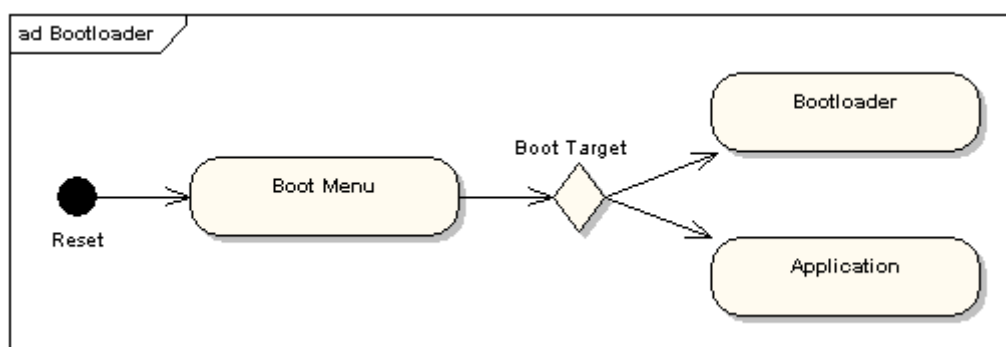 ad Bootloader
Bootloader
Boot Target
Boot Menu
Reset
Application